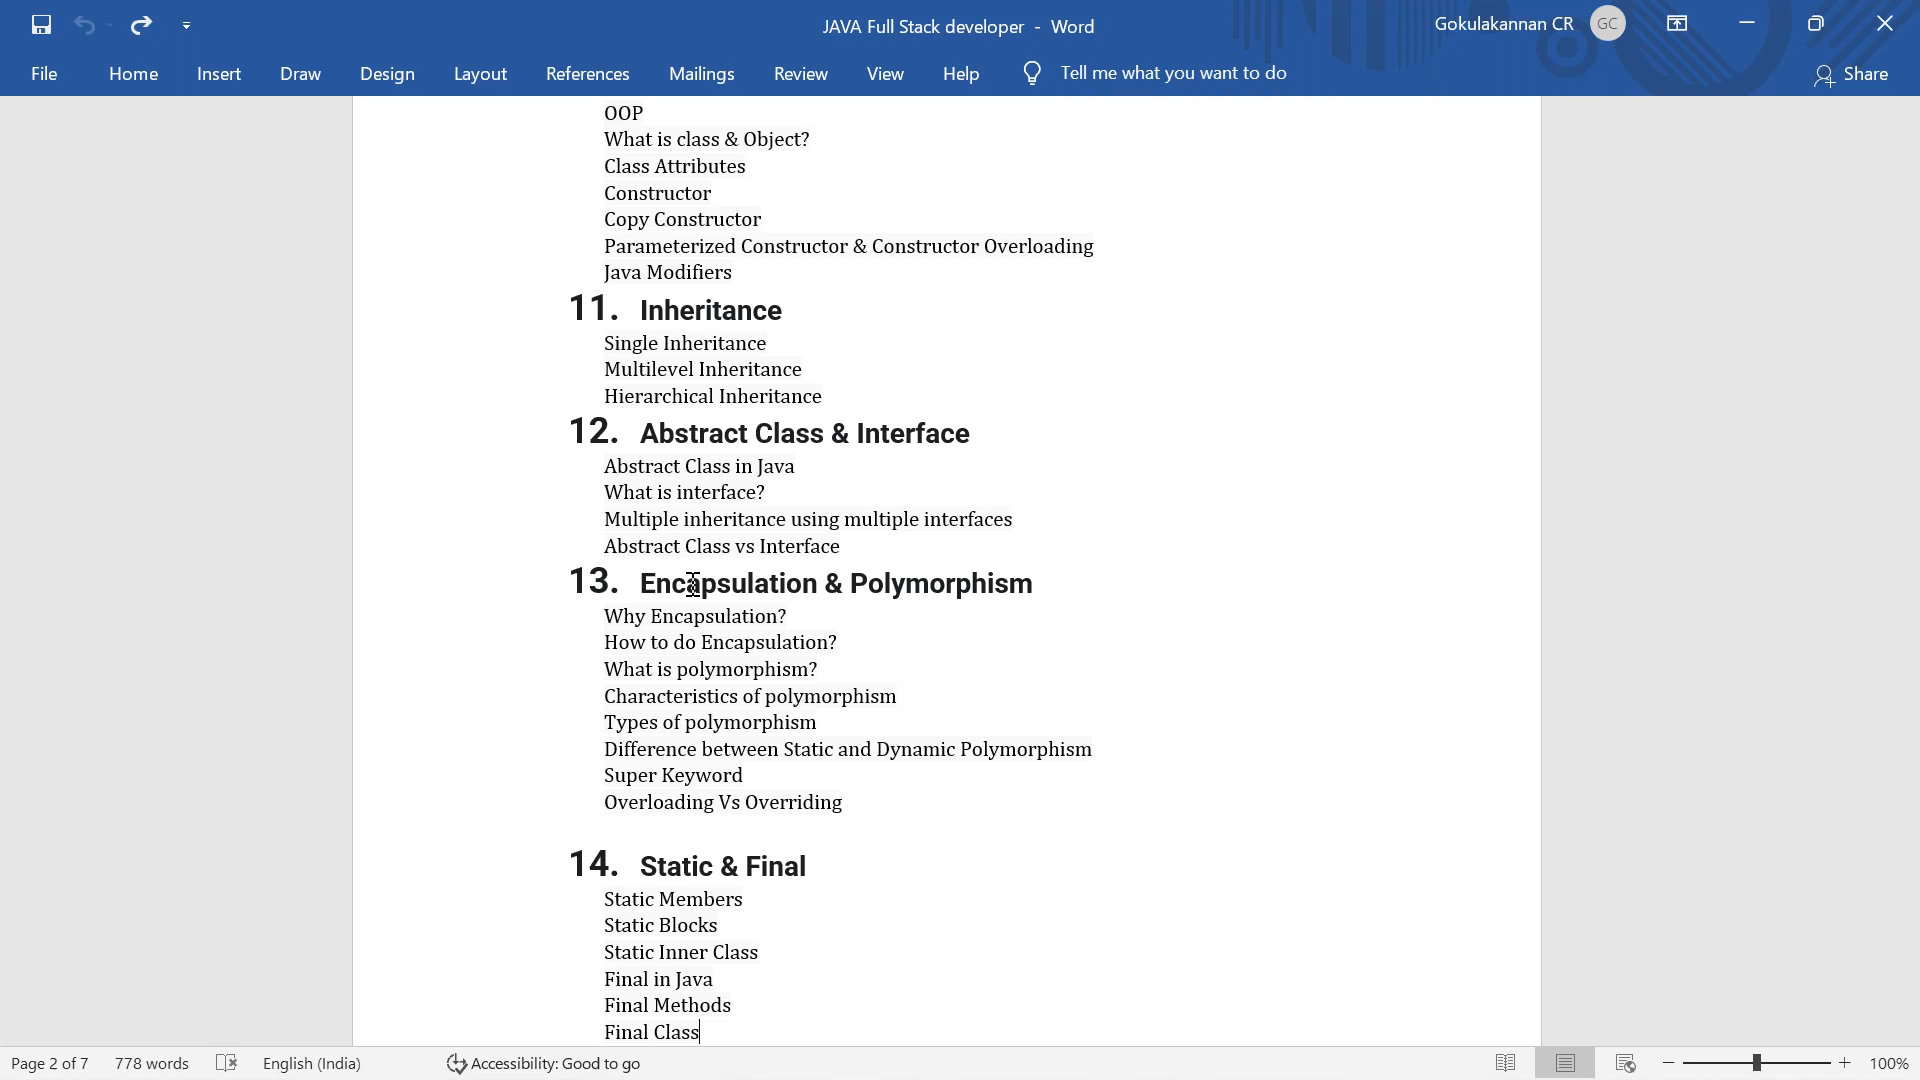 JAVA Full Stack developer - Word
Gokulakannan CR GC
File Home Insert Draw Design Layout References Mailings Review View Help Tell me what you want to do Share
OOP
What is class & Object?
Class Attributes
Constructor
Copy Constructor
Parameterized Constructor & Constructor Overloading
Java Modifiers
11. Inheritance
Single Inheritance
Multilevel Inheritance
Hierarchical Inheritance
12. Abstract Class & Interface
Abstract Class in Java
What is interface?
Multiple inheritance using multiple interfaces
Abstract Class vs Interface
13. Encapsulation & Polymorphism
Why Encapsulation?
How to do Encapsulation?
What is polymorphism?
Characteristics of polymorphism
Types of polymorphism
Difference between Static and Dynamic Polymorphism
Super Keyword
Overloading Vs Overriding
14. Static & Final
Static Members
Static Blocks
Static Inner Class
Final in Java
Final Methods
Final Class
Page 2 of 7 778 words English (India) Accessibility: Good to go 100%